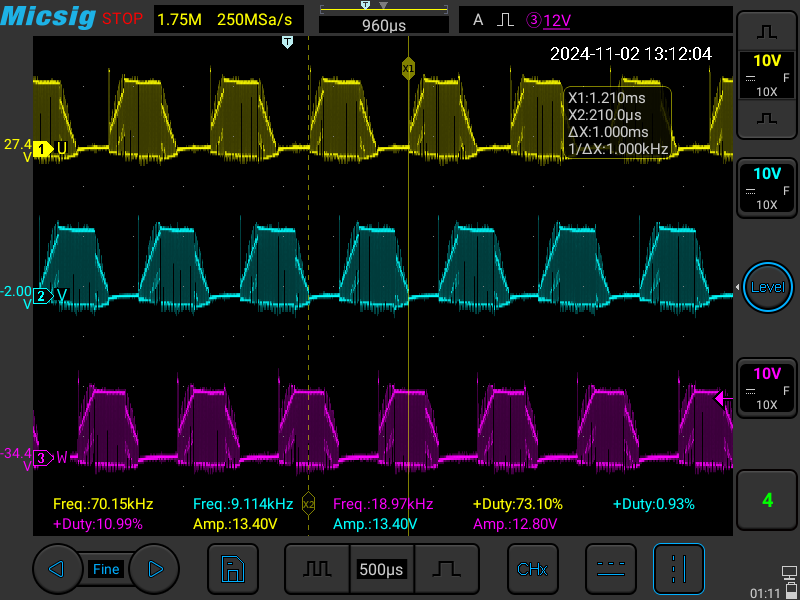 Micsig STOP 1.75M 250MSa/s 960μs A ③ 12V
T
2024-11-02 13:12:04
X1
X1:1.210ms
X2:210.0μs
ΔX:1.000ms
1/ΔX:1.000kHz
27.4 V 1 U
-2.00 V 2 V
-34.4 V 3 W
10V
F
10X
10V
F
10X
Level
10V
F
10X
4
Freq.:70.15kHz Freq.:9.114kHz X2 Freq.:18.97kHz +Duty:73.10% +Duty:0.93%
+Duty:10.99% Amp.:13.40V Amp.:13.40V Amp.:12.80V
Fine 500μs CHx
01:11